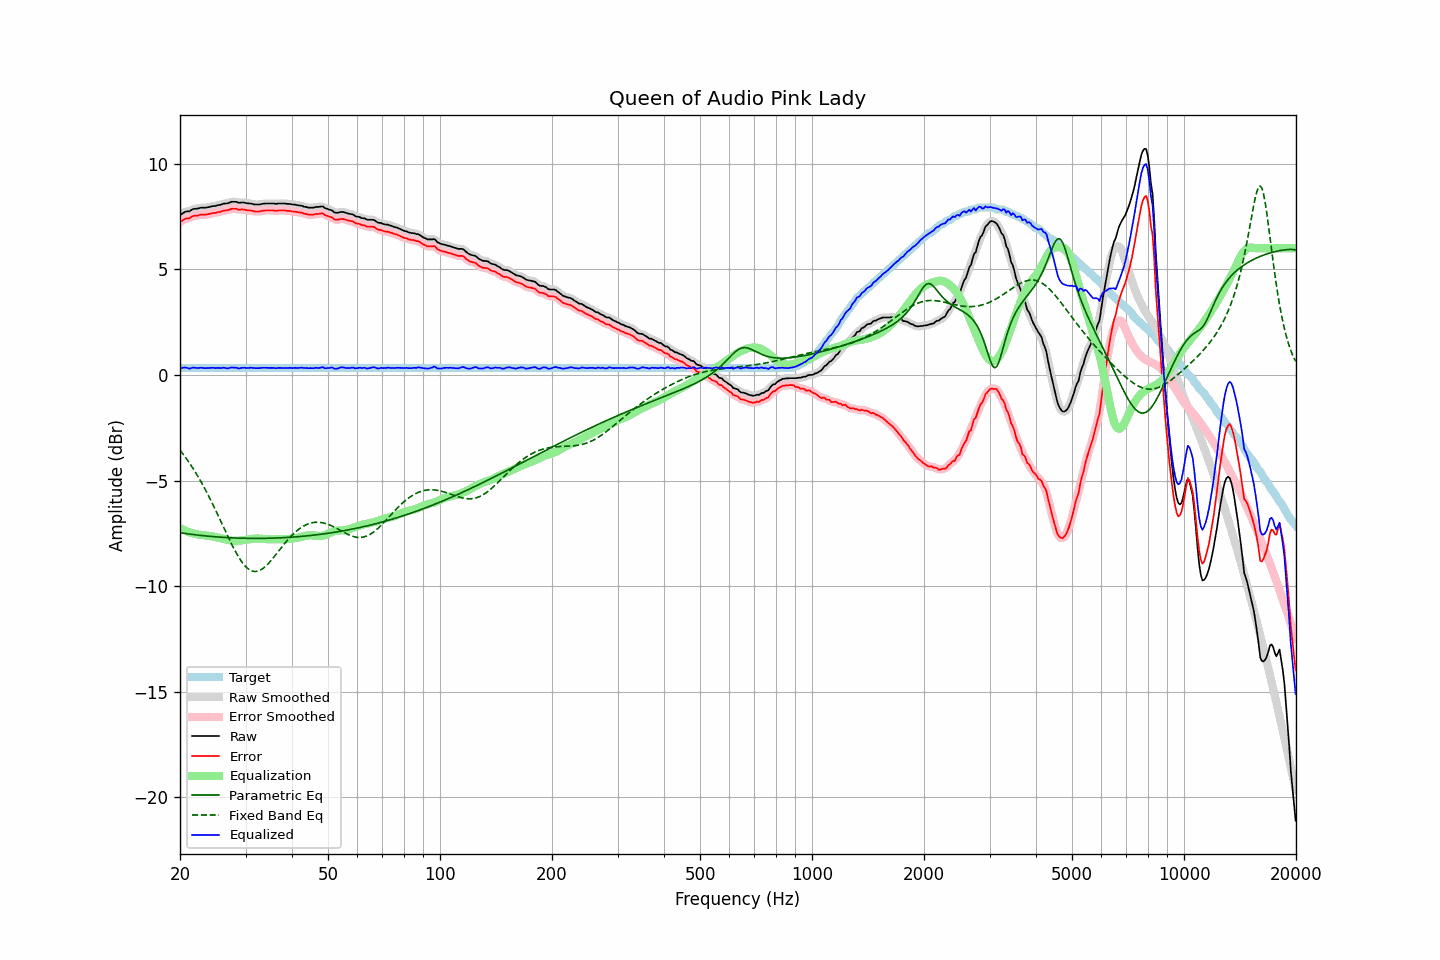 Queen of Audio Pink Lady
Amplitude (dBr)
10
5
0
−5
−10
−15
−20
Target
Raw Smoothed
Error Smoothed
Raw
Error
Equalization
Parametric Eq
Fixed Band Eq
Equalized
20 50 100 200 500 1000 2000 5000 10000 20000
Frequency (Hz)